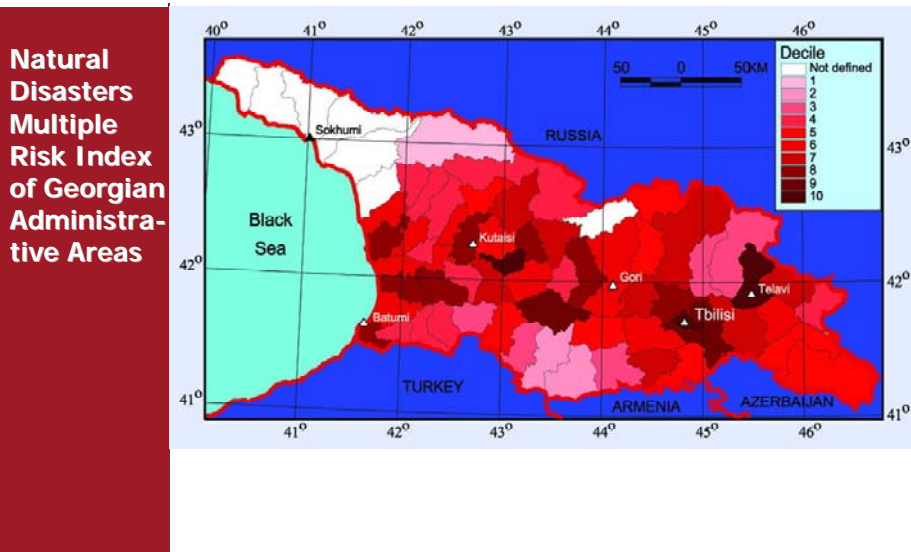 Natural
Disasters
Multiple
Risk Index
of Georgian
Administra-
tive Areas
40° 41° 42° 43° 44° 45° 46°
Decile
Not defined
1
2
3
4
5
6
7
8
9
10
50 0 50KM
43°
Sokhumi
RUSSIA
43°
Black
Sea
Kutaisi
42°
Gori
42°
Telavi
Batumi
Tbilisi
TURKEY
41°
ARMENIA
AZERBAIJAN
41°
41° 42° 43° 44° 45° 46°